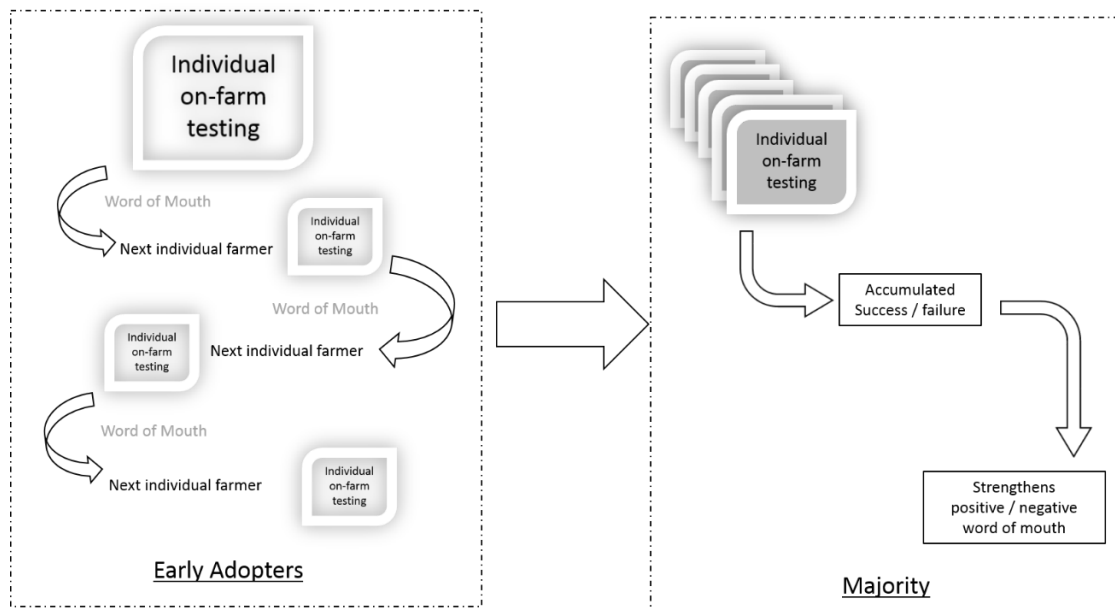 Individual
on-farm
testing
Word of Mouth
Next individual farmer
Individual
on-farm
testing
Word of Mouth
Individual
on-farm
testing
Next individual farmer
Word of Mouth
Next individual farmer
Individual
on-farm
testing
Early Adopters
Individual
on-farm
testing
Accumulated
Success / failure
Strengthens
positive / negative
word of mouth
Majority